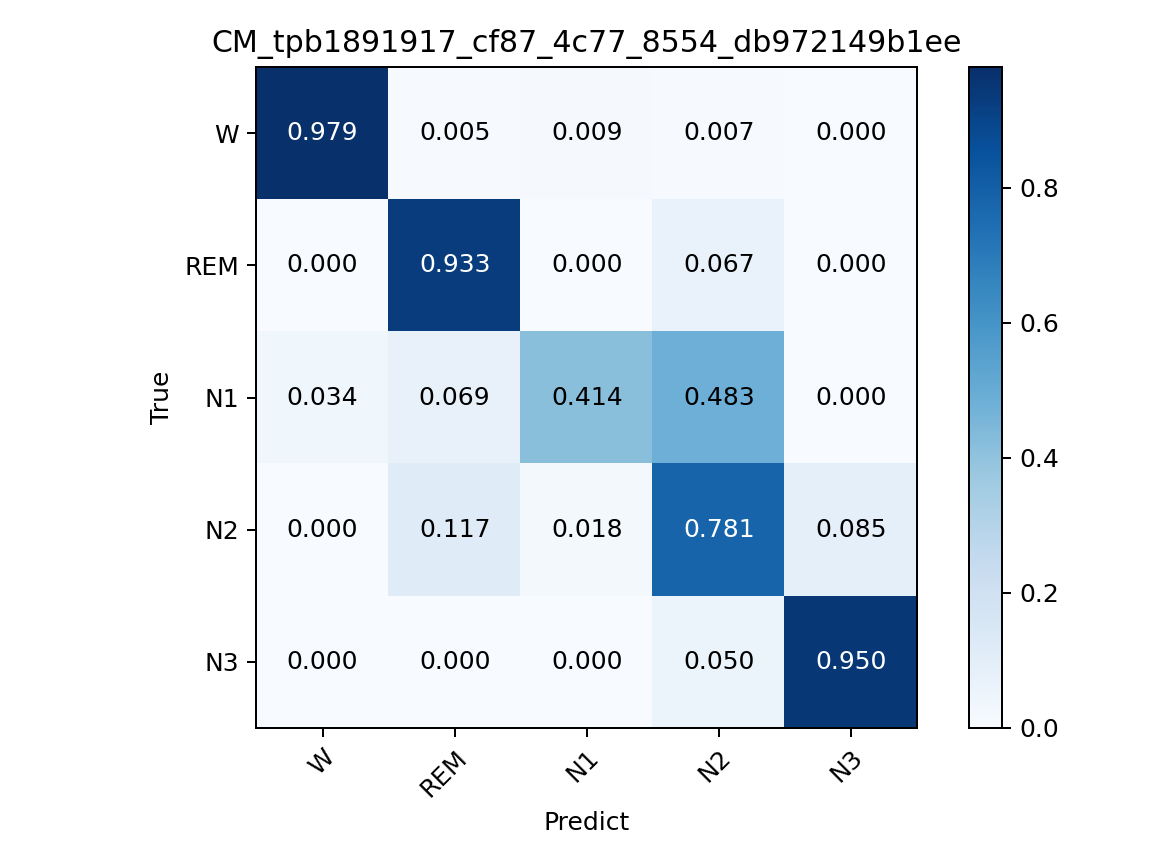 CM_tpb1891917_cf87_4c77_8554_db972149b1ee
W 0.979 0.005 0.009 0.007 0.000
0.8
REM 0.000 0.933 0.000 0.067 0.000
0.6
True
N1 0.034 0.069 0.414 0.483 0.000
0.4
N2 0.000 0.117 0.018 0.781 0.085
0.2
N3 0.000 0.000 0.000 0.050 0.950
0.0
W REM N1 N2 N3
Predict